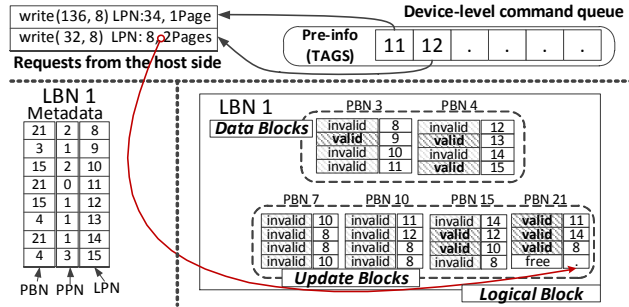 write(136, 8) LPN:34, 1Page
write( 32, 8) LPN: 8, 2Pages
Requests from the host side
Device-level command queue
Pre-info
(TAGS)
11 12 . . . .
LBN 1
Metadata
21 2 8
3 1 9
15 2 10
21 0 11
15 1 12
4 1 13
21 1 14
4 3 15
PBN PPN LPN
LBN 1
Data Blocks
PBN 3
invalid 8
valid 9
invalid 10
invalid 11
PBN 4
invalid 12
valid 13
invalid 14
valid 15
PBN 7
invalid 10
invalid 8
invalid 8
invalid 10
PBN 10
invalid 11
invalid 12
invalid 8
invalid 8
PBN 15
invalid 14
valid 12
valid 10
invalid 8
PBN 21
valid 11
valid 14
valid 8
free .
Update Blocks
Logical Block